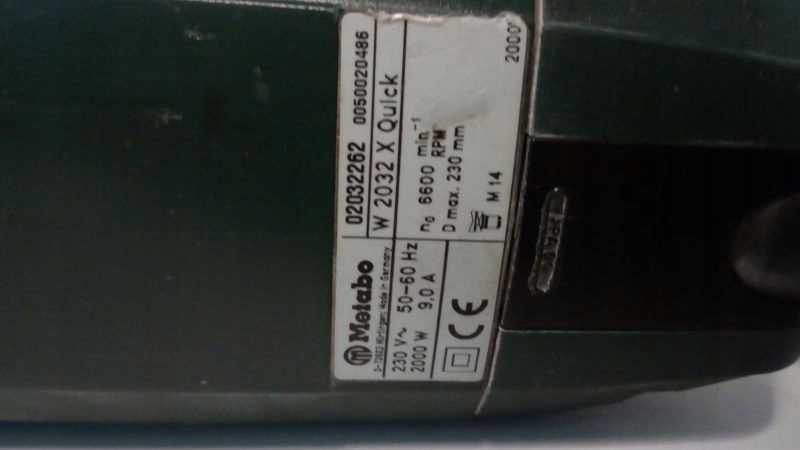 Metabo
D-72622 Nürtingen, Made in Germany
230 V~ 50-60 Hz
2000 W 9.0 A
CE
02032262 0050020486
W 2032 X Quick
n₀ 6600 min⁻¹
RPM
D max. 230 mm
M 14
2000